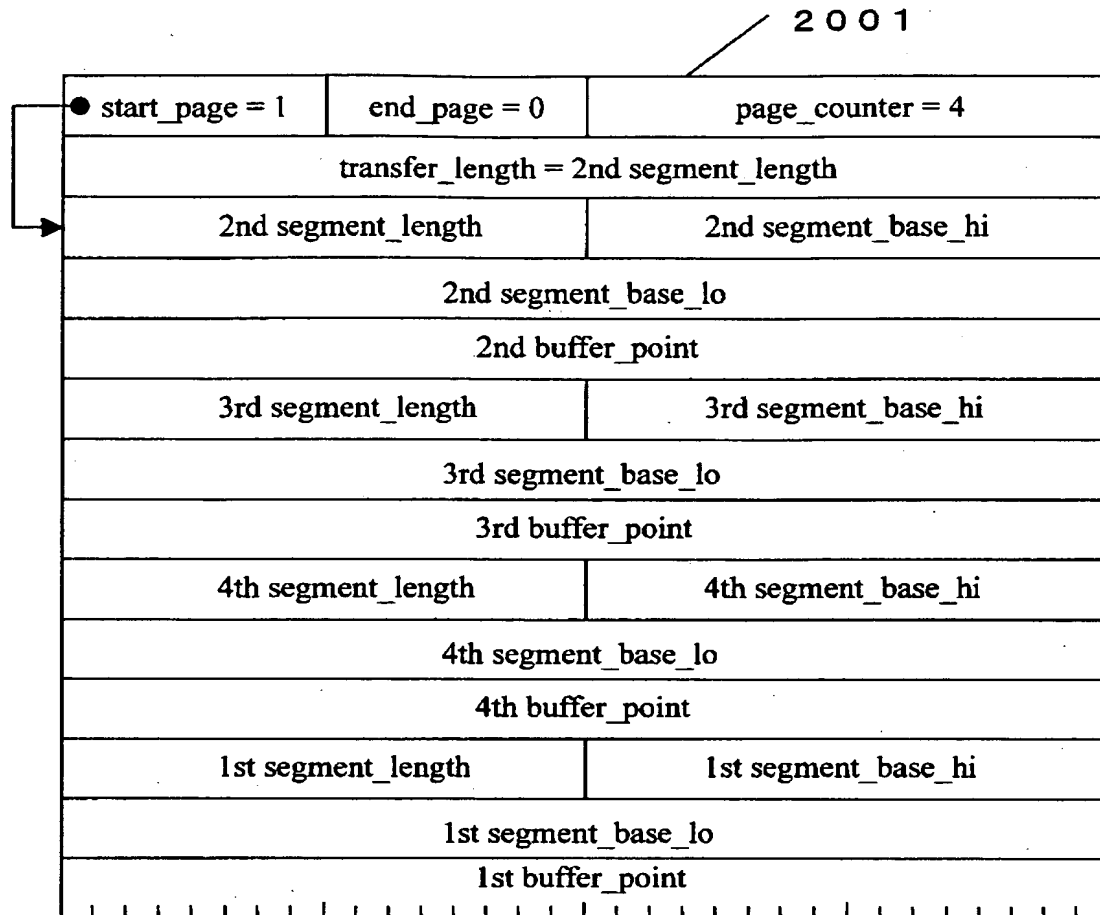 2001
start_page = 1 end_page = 0 page_counter = 4
transfer_length = 2nd segment_length
2nd segment_length 2nd segment_base_hi
2nd segment_base_lo
2nd buffer_point
3rd segment_length 3rd segment_base_hi
3rd segment_base_lo
3rd buffer_point
4th segment_length 4th segment_base_hi
4th segment_base_lo
4th buffer_point
1st segment_length 1st segment_base_hi
1st segment_base_lo
1st buffer_point